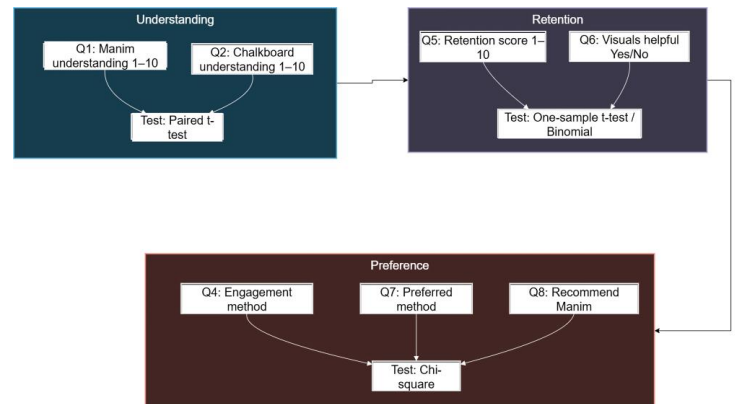 Understanding
Q1: Manim
understanding 1–10
Q2: Chalkboard
understanding 1–10
Test: Paired t-
test
Retention
Q5: Retention score 1–
10
Q6: Visuals helpful
Yes/No
Test: One-sample t-test /
Binomial
Preference
Q4: Engagement
method
Q7: Preferred
method
Q8: Recommend
Manim
Test: Chi-
square